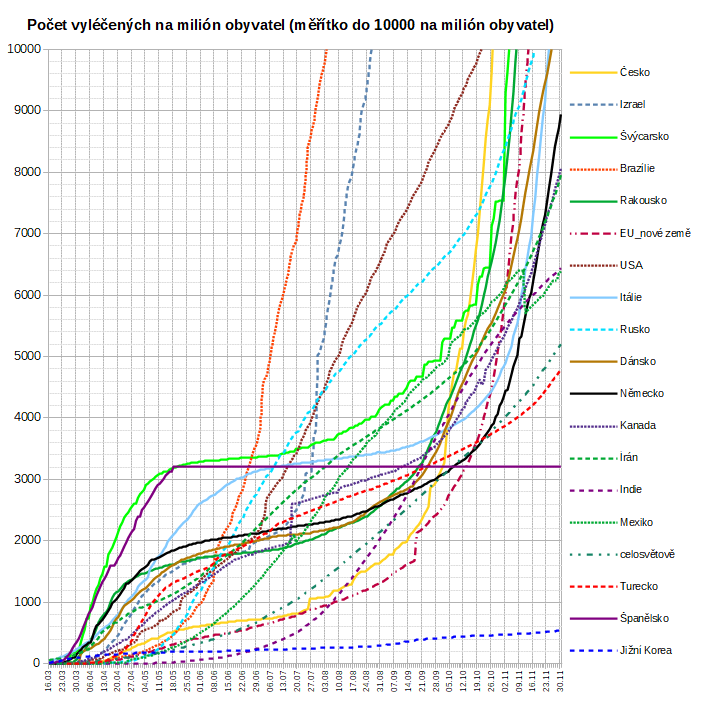 Počet vyléčených na milión obyvatel (měřítko do 10000 na milión obyvatel)
10000
9000
8000
7000
6000
5000
4000
3000
2000
1000
0
16.03
23.03
30.03
06.04
13.04
20.04
27.04
04.05
11.05
18.05
25.05
01.06
08.06
15.06
22.06
29.06
06.07
13.07
20.07
27.07
03.08
10.08
17.08
24.08
31.08
07.09
14.09
21.09
28.09
05.10
12.10
19.10
26.10
02.11
09.11
16.11
23.11
30.11
Česko
Izrael
Švýcarsko
Brazílie
Rakousko
EU_nové země
USA
Itálie
Rusko
Dánsko
Německo
Kanada
Irán
Indie
Mexiko
celosvětově
Turecko
Španělsko
Jižní Korea